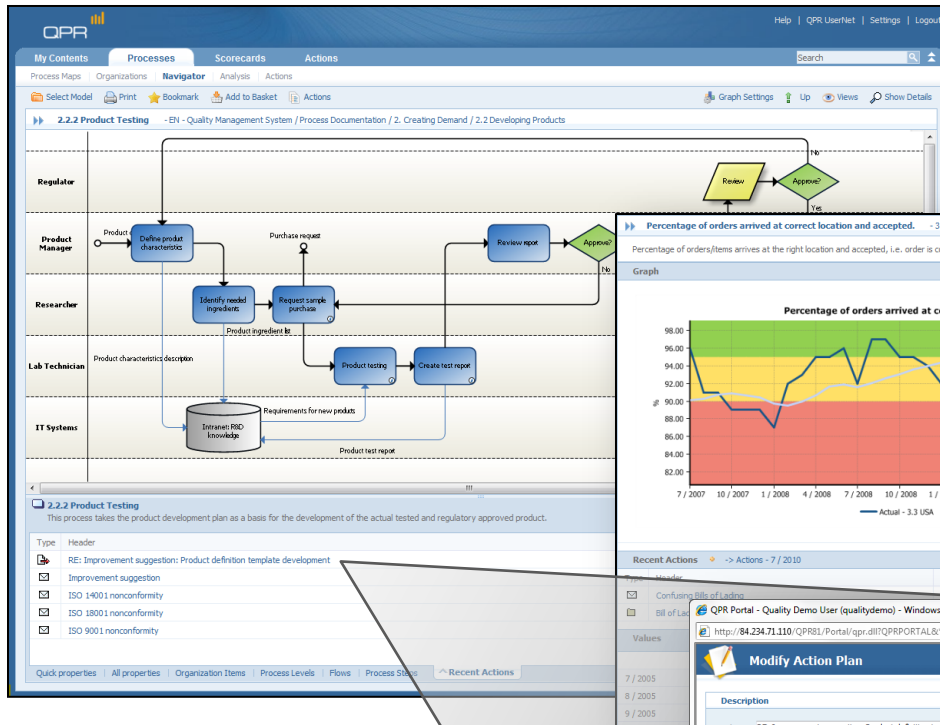 QPR
Help | QPR UserNet | Settings | Logout
My Contents Processes Scorecards Actions
Search
Process Maps Organizations Navigator Analysis Actions
Select Model Print Bookmark Add to Basket Actions
Graph Settings Up Views Show Details
2.2.2 Product Testing - EN - Quality Management System / Process Documentation / 2. Creating Demand / 2.2 Developing Products
No
Regulator
Review
Approve?
Yes
Product Manager
Product
Define product characteristics
Purchase request
Review report
Approve?
No
Researcher
Identify needed ingredients
Request sample purchase
Product ingredient list
Lab Technician
Product characteristics description
Product testing
Create test report
IT Systems
Intranet: R&D knowledge
Requirements for new products
Product test report
2.2.2 Product Testing
This process takes the product development plan as a basis for the development of the actual tested and regulatory approved product.
Type Header
RE: Improvement suggestion: Product definition template development
Improvement suggestion
ISO 14001 nonconformity
ISO 18001 nonconformity
ISO 9001 nonconformity
Quick properties | All properties | Organization Items | Process Levels | Flows | Process Steps
Recent Actions
Percentage of orders arrived at correct location and accepted. - 3
Percentage of orders/items arrives at the right location and accepted, i.e. order is
Graph
Percentage of orders arrived at
98.00
96.00
94.00
92.00
90.00
88.00
86.00
84.00
82.00
%
7 / 2007 10 / 2007 1 / 2008 4 / 2008 7 / 2008 10 / 2008 1 /
Actual - 3.3 USA
Recent Actions -> Actions - 7 / 2010
Type Header
Confusing Bills of Lading
Bill of Lad
Values
7 / 2005
8 / 2005
9 / 2005
QPR Portal - Quality Demo User (qualitydemo) - Windows
http://84.234.71.110/QPR81/Portal/qpr.dll?QPRPORTAL&
Modify Action Plan
Description